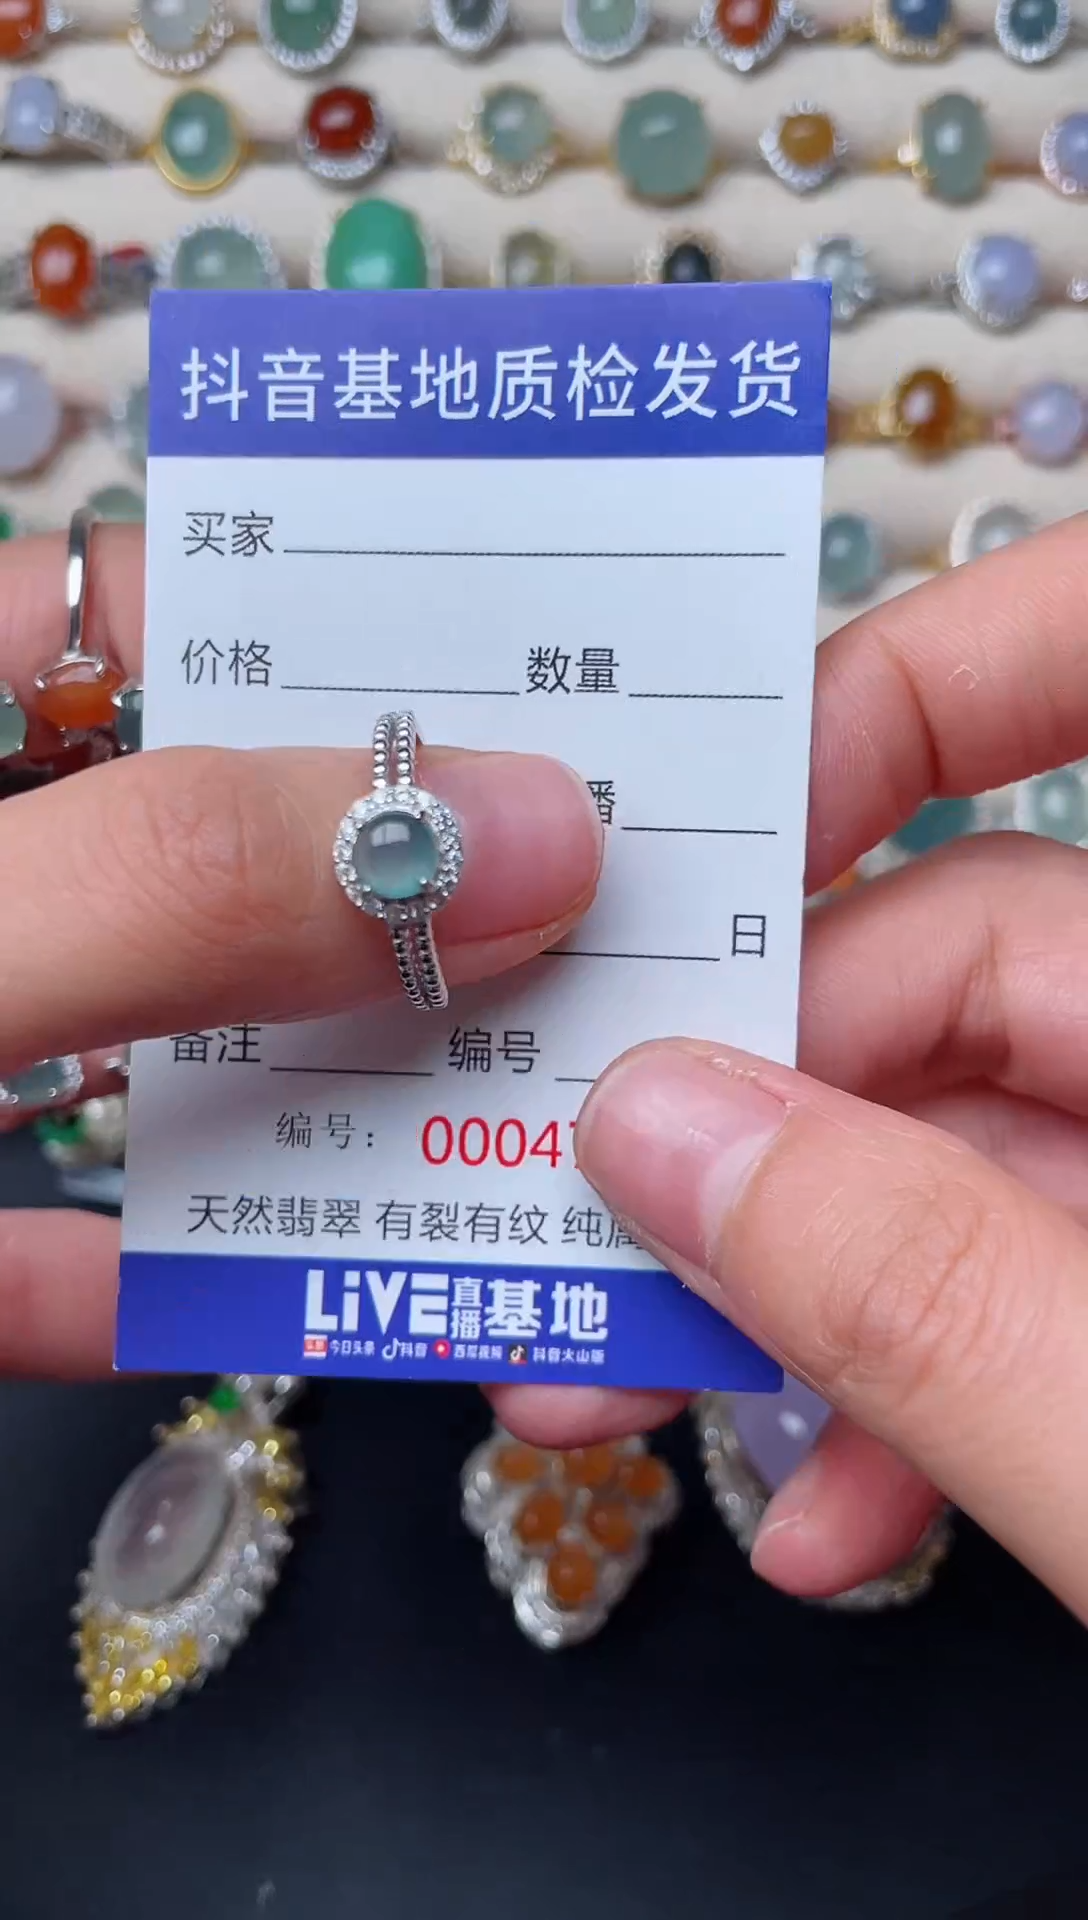 抖音基地质检发货
买家
价格 数量
播
日
备注 编号
编号： 0004
天然翡翠 有裂有纹 纯属
LiVE直播基地
今日头条 抖音 西瓜视频 抖音火山版